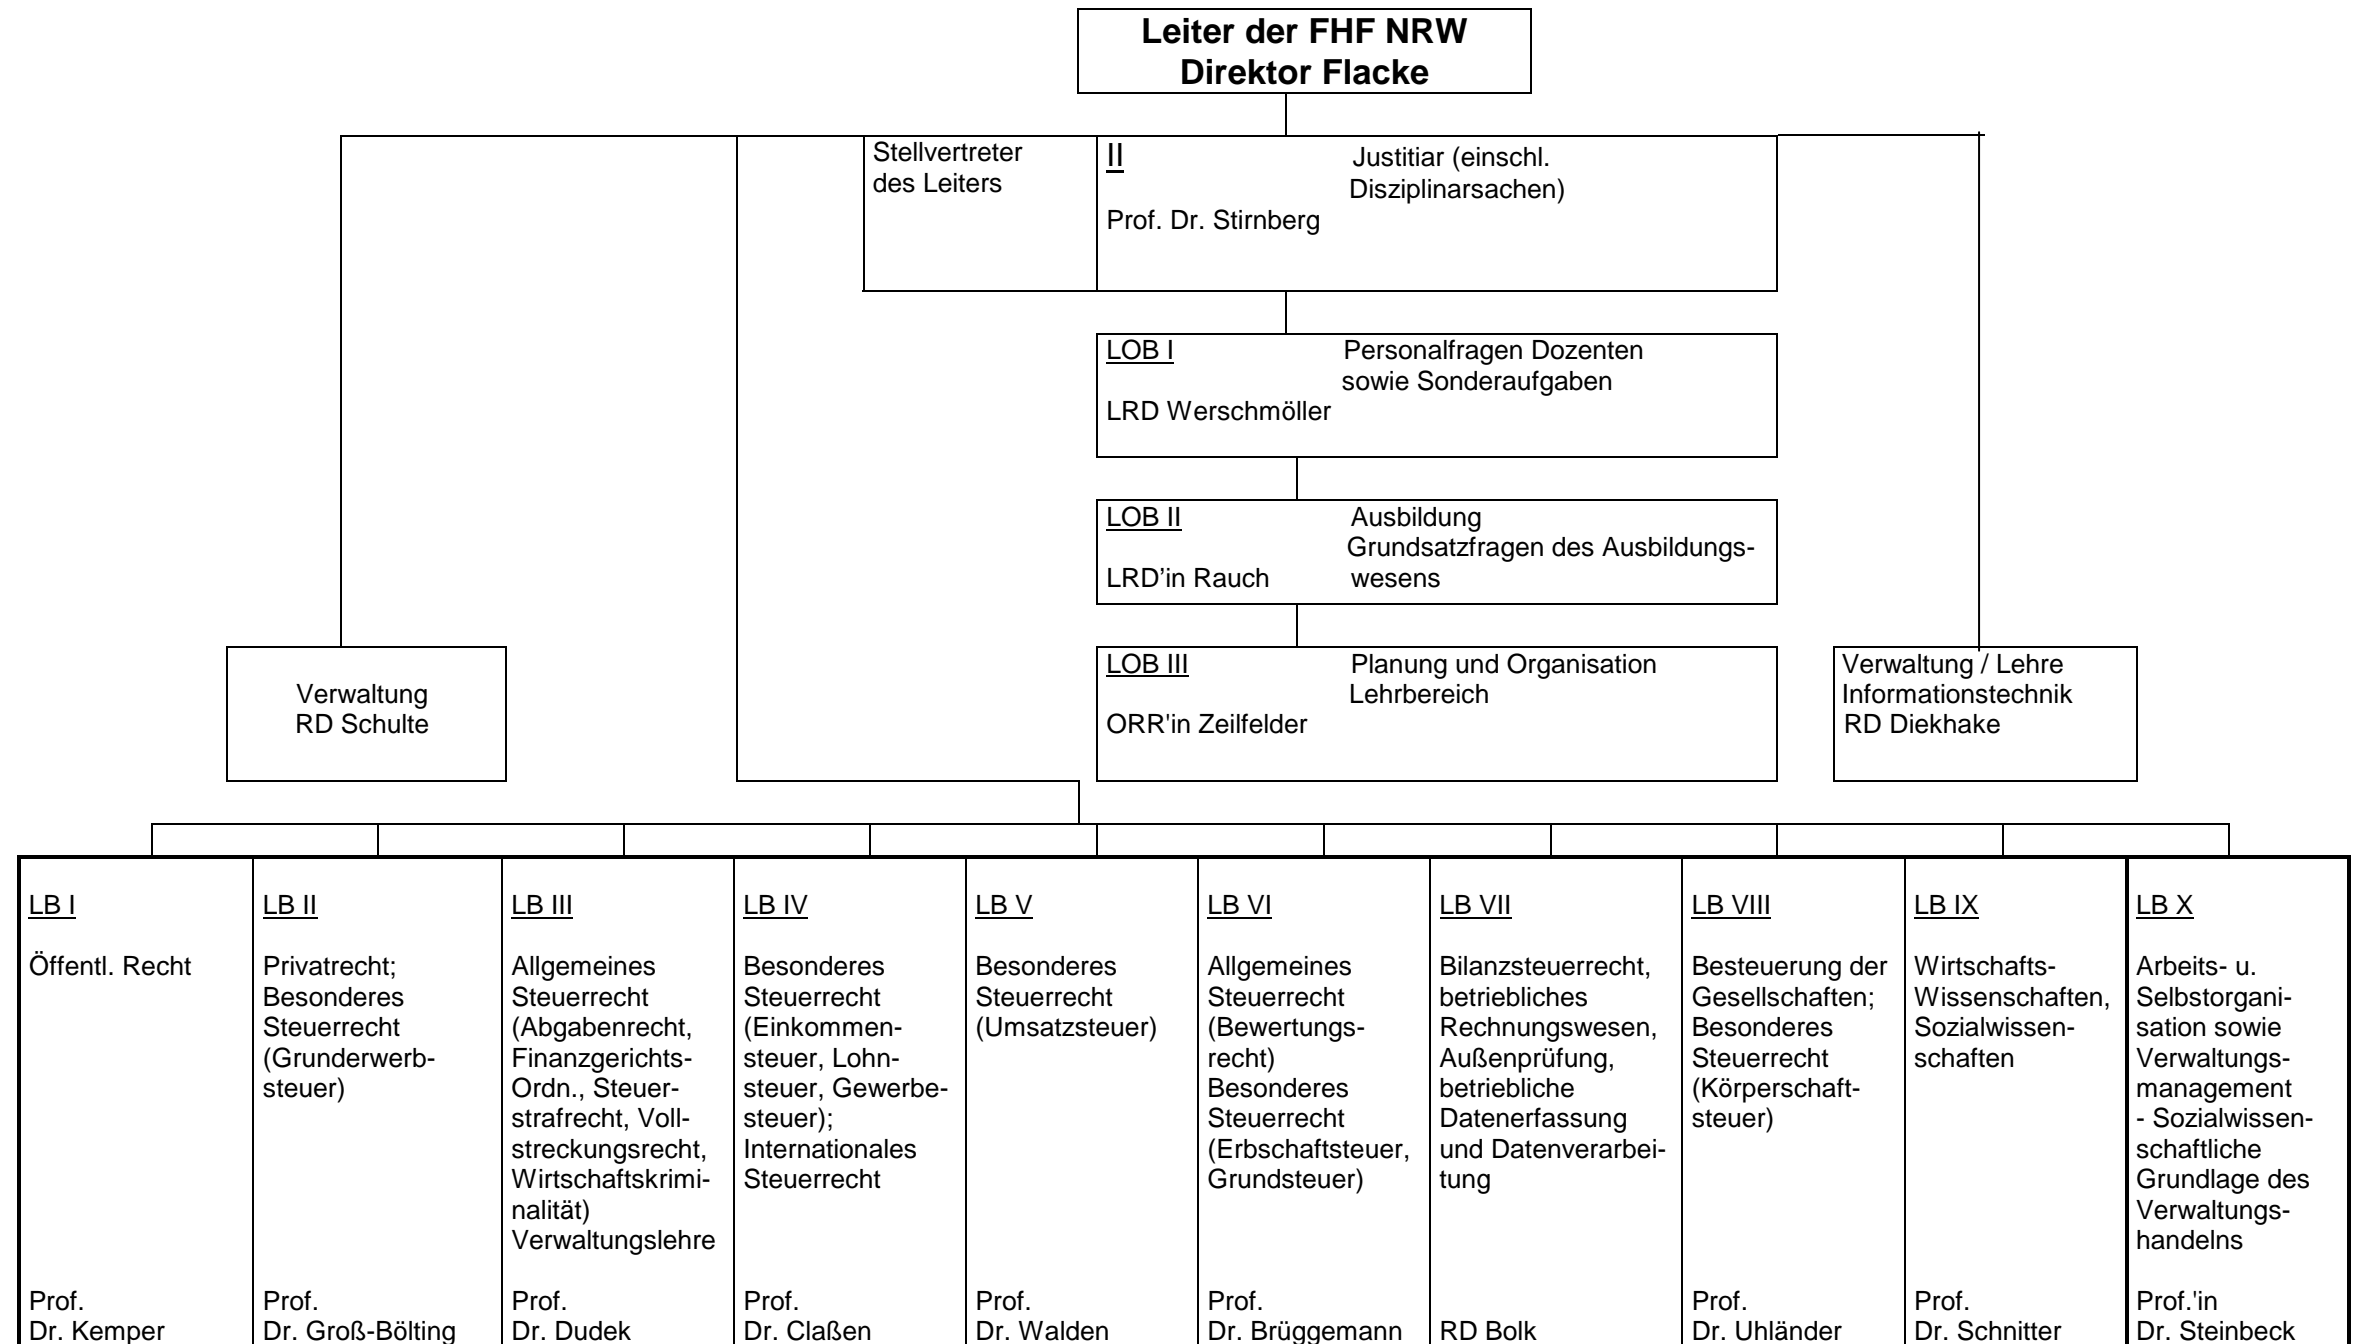 Leiter der FHF NRW
Direktor Flacke
Stellvertreter
des Leiters
II
Justitiar (einschl.
Disziplinarsachen)
Prof. Dr. Stirnberg
LOB I
Personalfragen Dozenten
sowie Sonderaufgaben
LRD Werschmöller
LOB II
Ausbildung
Grundsatzfragen des Ausbildungs-
wesens
LRD’in Rauch
Verwaltung
RD Schulte
LOB III
Planung und Organisation
Lehrbereich
ORR'in Zeilfelder
Verwaltung / Lehre
Informationstechnik
RD Diekhake
LB I
Öffentl. Recht
Prof.
Dr. Kemper
LB II
Privatrecht;
Besonderes
Steuerrecht
(Grunderwerb-
steuer)
Prof.
Dr. Groß-Bölting
LB III
Allgemeines
Steuerrecht
(Abgabenrecht,
Finanzgerichts-
Ordn., Steuer-
strafrecht, Voll-
streckungsrecht,
Wirtschaftskrimi-
nalität)
Verwaltungslehre
Prof.
Dr. Dudek
LB IV
Besonderes
Steuerrecht
(Einkommen-
steuer, Lohn-
steuer, Gewerbe-
steuer);
Internationales
Steuerrecht
Prof.
Dr. Claßen
LB V
Besonderes
Steuerrecht
(Umsatzsteuer)
Prof.
Dr. Walden
LB VI
Allgemeines
Steuerrecht
(Bewertungs-
recht)
Besonderes
Steuerrecht
(Erbschaftsteuer,
Grundsteuer)
Prof.
Dr. Brüggemann
LB VII
Bilanzsteuerrecht,
betriebliches
Rechnungswesen,
Außenprüfung,
betriebliche
Datenerfassung
und Datenverarbei-
tung
RD Bolk
LB VIII
Besteuerung der
Gesellschaften;
Besonderes
Steuerrecht
(Körperschaft-
steuer)
Prof.
Dr. Uhländer
LB IX
Wirtschafts-
Wissenschaften,
Sozialwissen-
schaften
Prof.
Dr. Schnitter
LB X
Arbeits- u.
Selbstorgani-
sation sowie
Verwaltungs-
management
- Sozialwissen-
schaftliche
Grundlage des
Verwaltungs-
handelns
Prof.'in
Dr. Steinbeck